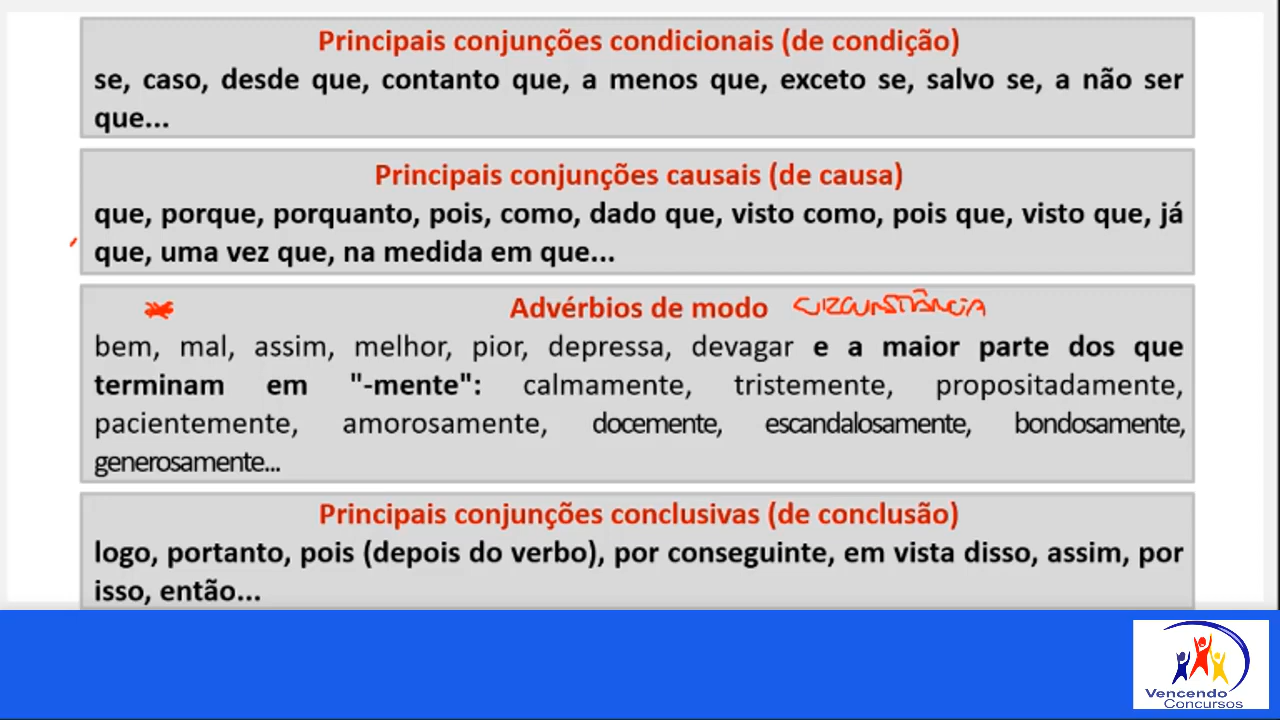 Principais conjunções condicionais (de condição)
se, caso, desde que, contanto que, a menos que, exceto se, salvo se, a não ser
que...
Principais conjunções causais (de causa)
que, porque, porquanto, pois, como, dado que, visto como, pois que, visto que, já
que, uma vez que, na medida em que...
Advérbios de modo CIRCUNSTÂNCIA
bem, mal, assim, melhor, pior, depressa, devagar e a maior parte dos que
terminam em "-mente": calmamente, tristemente, propositadamente,
pacientemente, amorosamente, docemente, escandalosamente, bondosamente,
generosamente...
Principais conjunções conclusivas (de conclusão)
logo, portanto, pois (depois do verbo), por conseguinte, em vista disso, assim, por
isso, então...
Vencendo
Concursos